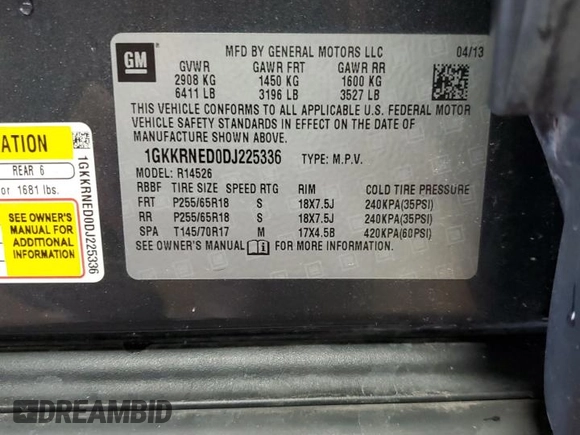 GM
MFD BY GENERAL MOTORS LLC 04/13
GVWR GAWR FRT GAWR RR
2908 KG 1450 KG 1600 KG
6411 LB 3196 LB 3527 LB
THIS VEHICLE CONFORMS TO ALL APPLICABLE U.S. FEDERAL MOTOR
VEHICLE SAFETY STANDARDS IN EFFECT ON THE DATE OF
MANUFACTURE SHOWN ABOVE.
1GKKRNED0DJ225336 TYPE: M.P.V.
MODEL: R14526
RBBF TIRE SIZE SPEED RTG RIM COLD TIRE PRESSURE
FRT P255/65R18 S 18X7.5J 240KPA(35PSI)
RR P255/65R18 S 18X7.5J 240KPA(35PSI)
SPA T145/70R17 M 17X4.5B 420KPA(60PSI)
SEE OWNER'S MANUAL FOR MORE INFORMATION.
ATION
REAR 6
or 1681 lbs.
SEE OWNER'S
MANUAL FOR
ADDITIONAL
INFORMATION
1GKKRNED0DJ225336
DREAMBID